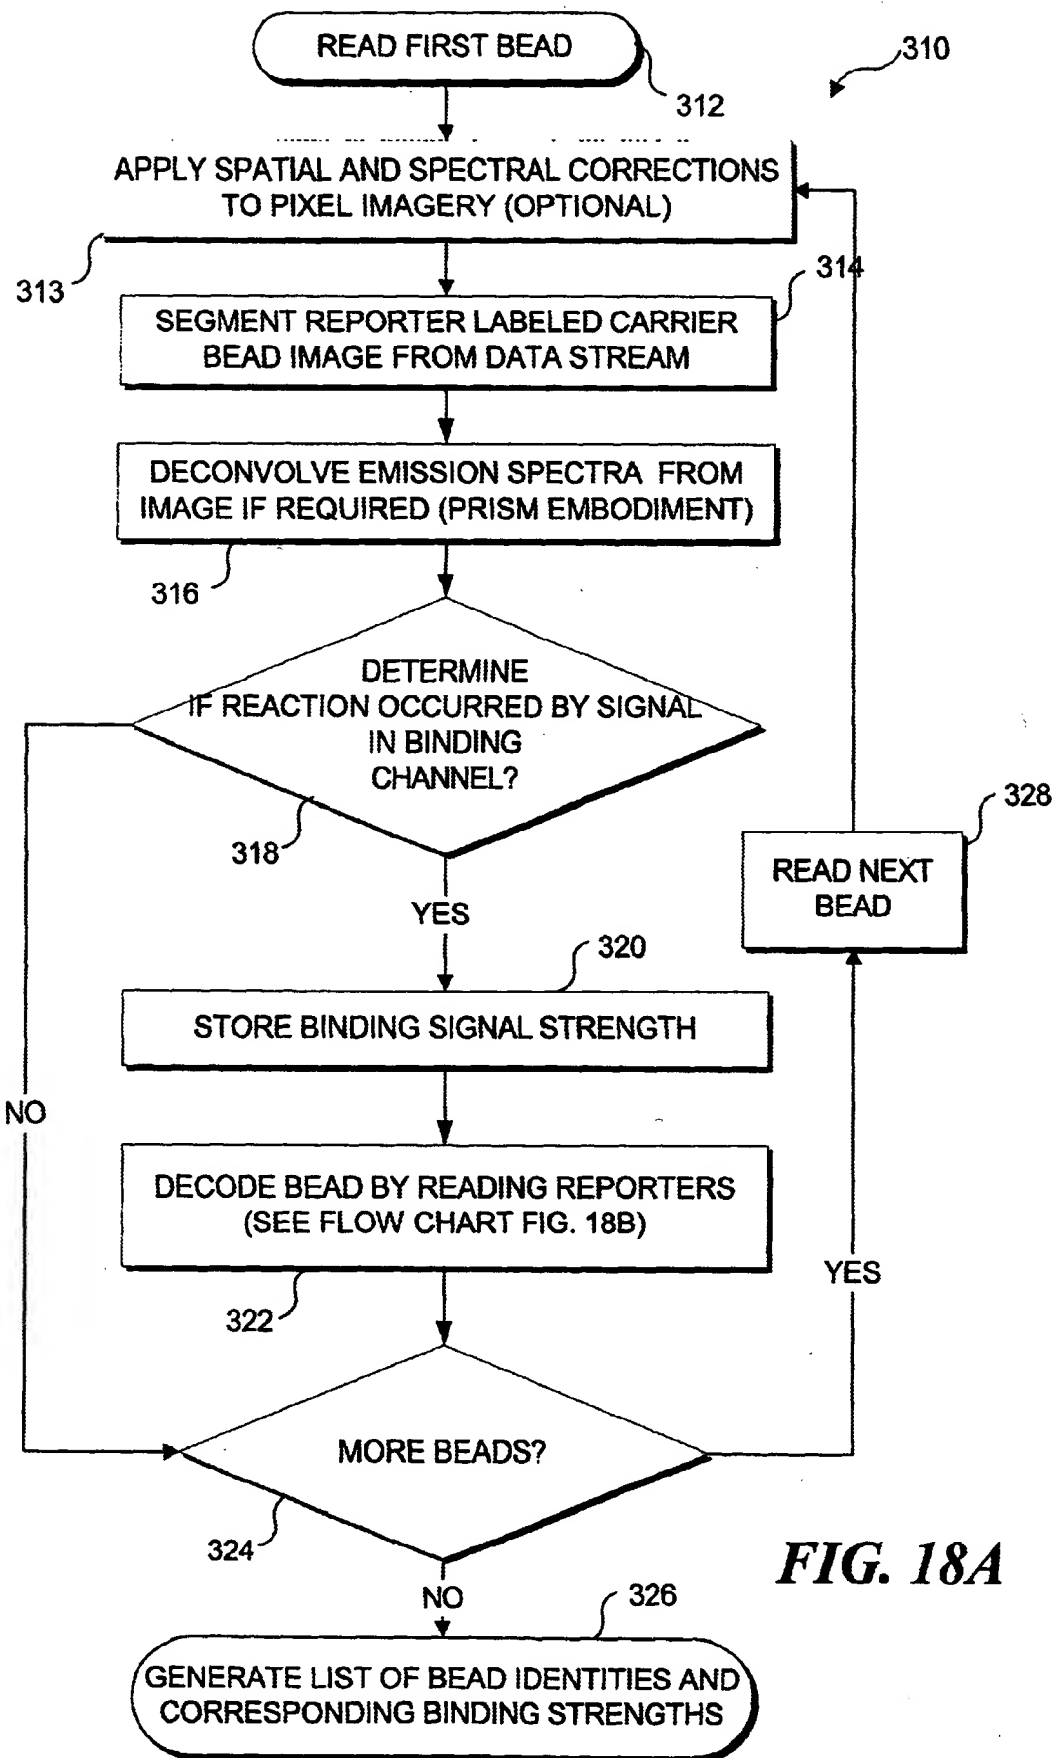 READ FIRST BEAD
310
312
APPLY SPATIAL AND SPECTRAL CORRECTIONS
TO PIXEL IMAGERY (OPTIONAL)
313
314
SEGMENT REPORTER LABELED CARRIER
BEAD IMAGE FROM DATA STREAM
DECONVOLVE EMISSION SPECTRA FROM
IMAGE IF REQUIRED (PRISM EMBODIMENT)
316
DETERMINE
IF REACTION OCCURRED BY SIGNAL
IN BINDING
CHANNEL?
318
328
READ NEXT
BEAD
YES
320
STORE BINDING SIGNAL STRENGTH
NO
DECODE BEAD BY READING REPORTERS
(SEE FLOW CHART FIG. 18B)
YES
322
MORE BEADS?
324
FIG. 18A
NO
326
GENERATE LIST OF BEAD IDENTITIES AND
CORRESPONDING BINDING STRENGTHS